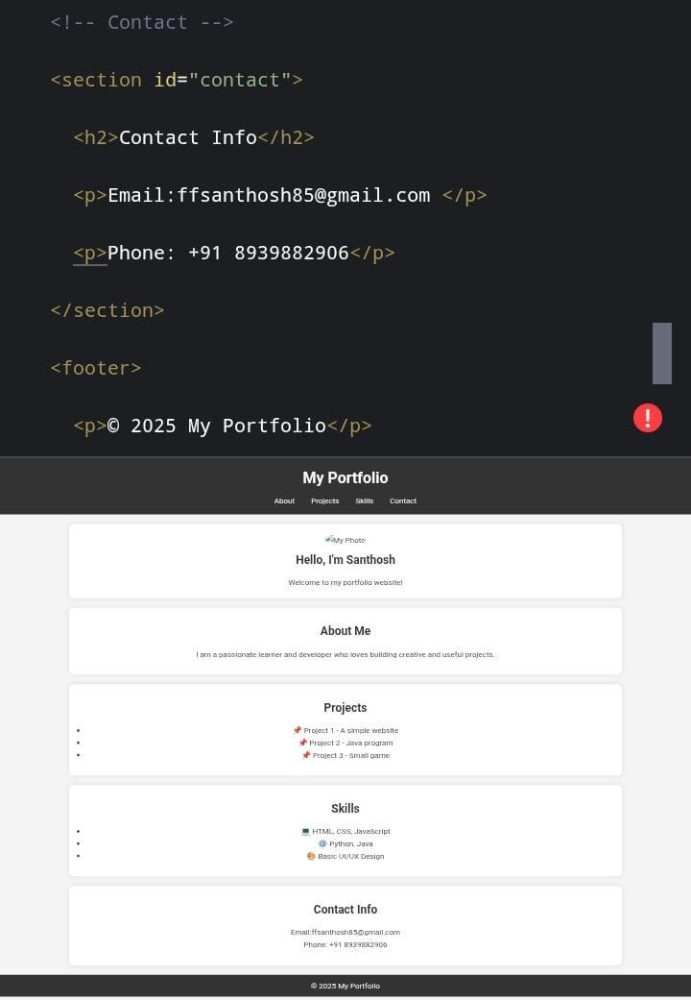 <!-- Contact -->
<section id="contact">
<h2>Contact Info</h2>
<p>Email:ffsanthosh85@gmail.com </p>
<p>Phone: +91 8939882906</p>
</section>
<footer>
<p>© 2025 My Portfolio</p>
My Portfolio
About Projects Skills Contact
My Photo
Hello, I'm Santhosh
Welcome to my portfolio website!
About Me
I am a passionate learner and developer who loves building creative and useful projects.
Projects
• 📌 Project 1 - A simple website
• 📌 Project 2 - Java program
• 📌 Project 3 - Small game
Skills
• 💻 HTML, CSS, JavaScript
• ⚙️ Python, Java
• 🎨 Basic UI/UX Design
Contact Info
Email:ffsanthosh85@gmail.com
Phone: +91 8939882906
© 2025 My Portfolio